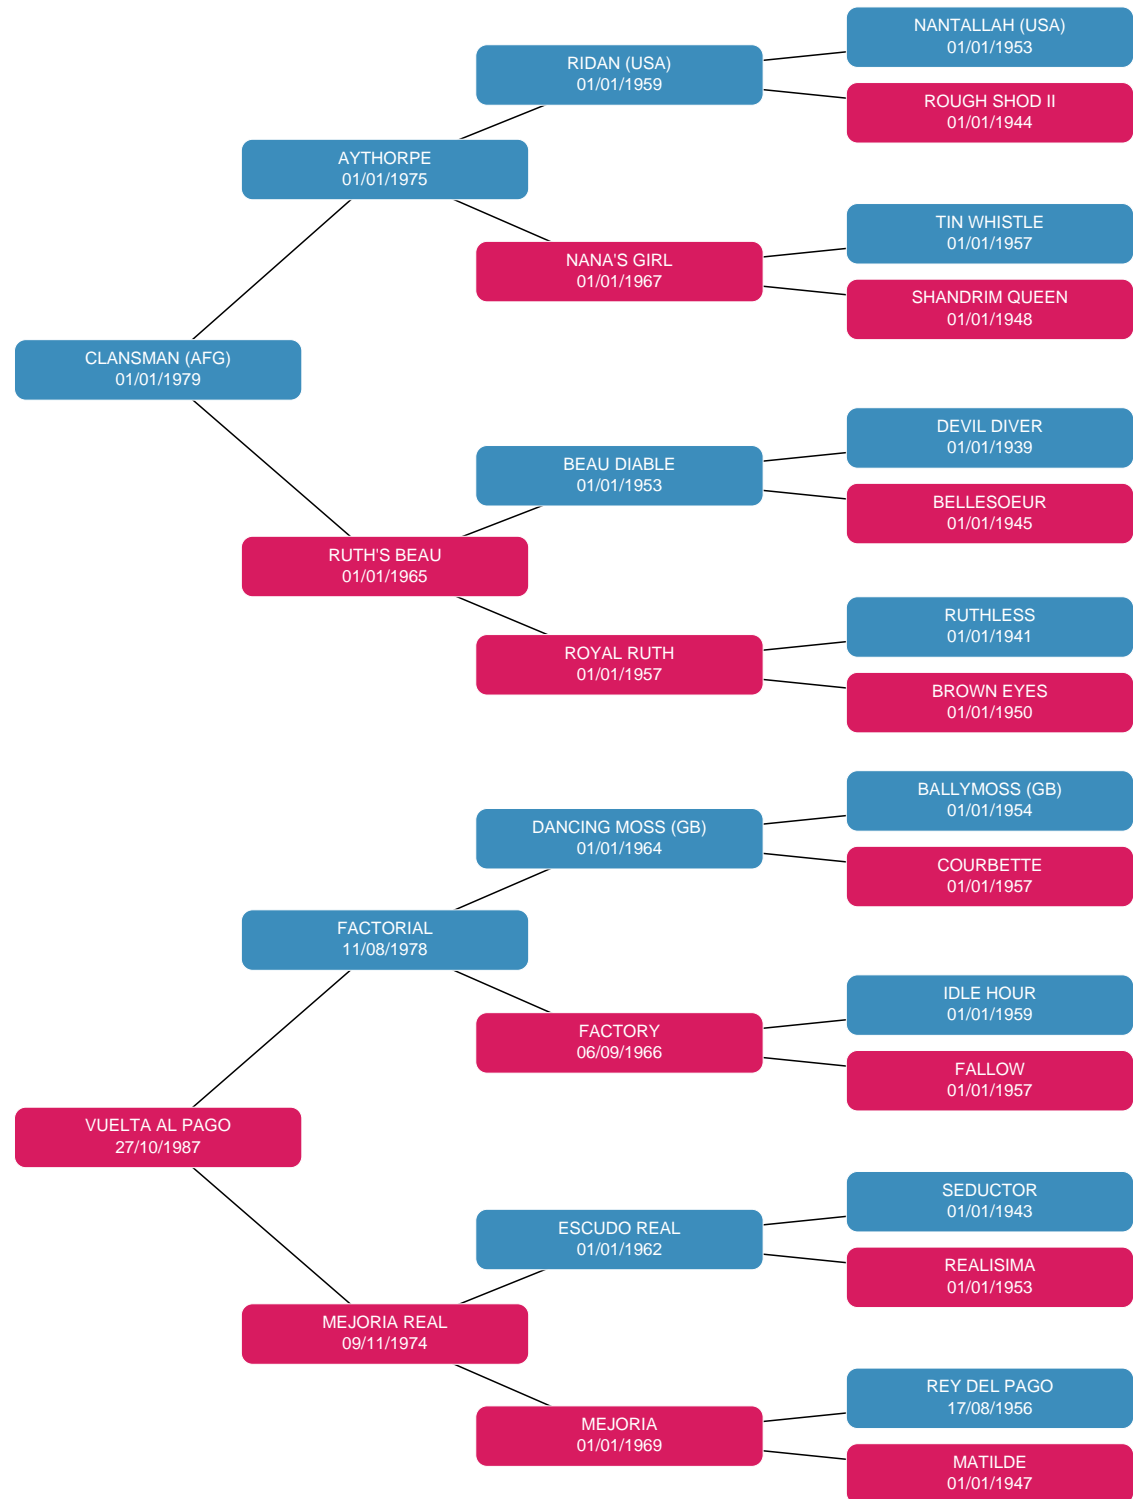 NANTALLAH (USA)
01/01/1953
RIDAN (USA)
01/01/1959
ROUGH SHOD II
01/01/1944
AYTHORPE
01/01/1975
TIN WHISTLE
01/01/1957
NANA'S GIRL
01/01/1967
SHANDRIM QUEEN
01/01/1948
CLANSMAN (AFG)
01/01/1979
DEVIL DIVER
01/01/1939
BEAU DIABLE
01/01/1953
BELLESOEUR
01/01/1945
RUTH'S BEAU
01/01/1965
RUTHLESS
01/01/1941
ROYAL RUTH
01/01/1957
BROWN EYES
01/01/1950
BALLYMOSS (GB)
01/01/1954
DANCING MOSS (GB)
01/01/1964
COURBETTE
01/01/1957
FACTORIAL
11/08/1978
IDLE HOUR
01/01/1959
FACTORY
06/09/1966
FALLOW
01/01/1957
VUELTA AL PAGO
27/10/1987
SEDUCTOR
01/01/1943
ESCUDO REAL
01/01/1962
REALISIMA
01/01/1953
MEJORIA REAL
09/11/1974
REY DEL PAGO
17/08/1956
MEJORIA
01/01/1969
MATILDE
01/01/1947